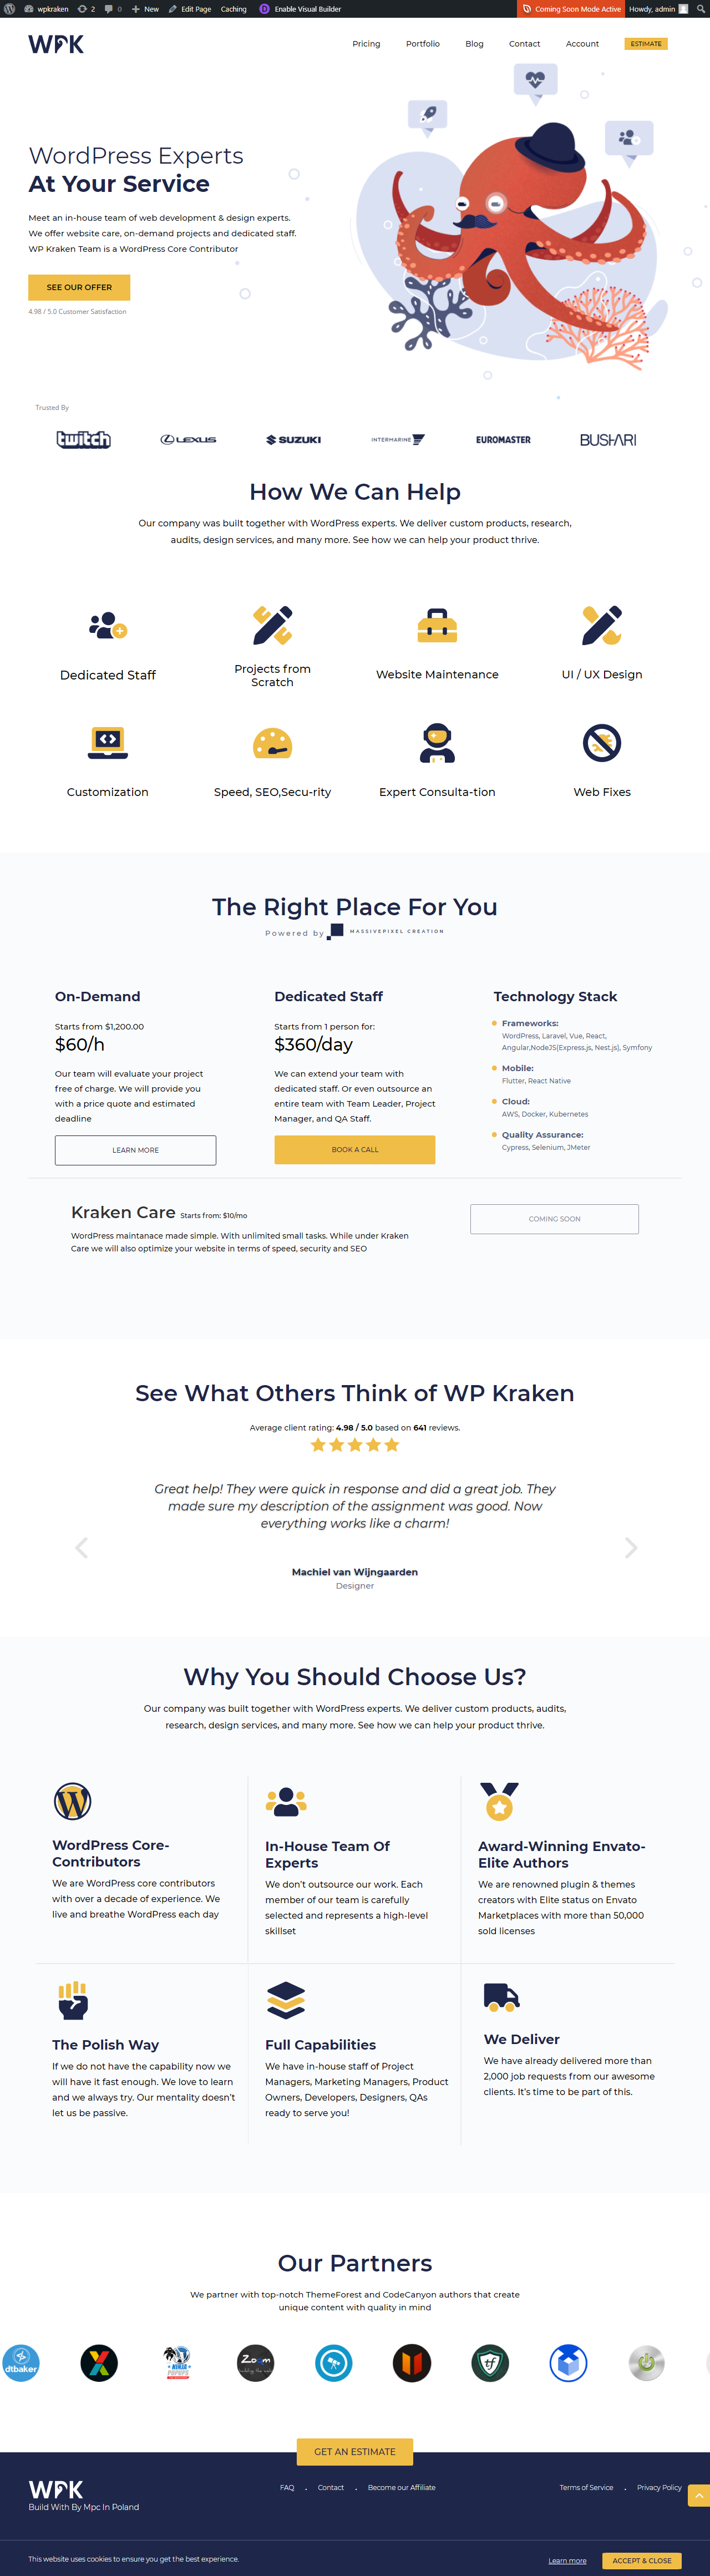 wpkraken 2 0 New Edit Page Caching Enable Visual Builder Coming Soon Mode Active Howdy, admin
WPK
Pricing Portfolio Blog Contact Account ESTIMATE
WordPress Experts
At Your Service
Meet an in-house team of web development & design experts.
We offer website care, on-demand projects and dedicated staff.
WP Kraken Team is a WordPress Core Contributor
SEE OUR OFFER
4.98 / 5.0 Customer Satisfaction
Trusted By
twitch LEXUS SUZUKI INTERMARINE EUROMASTER BUSHARI
How We Can Help
Our company was built together with WordPress experts. We deliver custom products, research,
audits, design services, and many more. See how we can help your product thrive.
Dedicated Staff
Projects from
Scratch
Website Maintenance
UI / UX Design
Customization
Speed, SEO,Secu-rity
Expert Consulta-tion
Web Fixes
The Right Place For You
Powered by MASSIVEPIXEL CREATION
On-Demand
Starts from $1,200.00
$60/h
Our team will evaluate your project
free of charge. We will provide you
with a price quote and estimated
deadline
LEARN MORE
Dedicated Staff
Starts from 1 person for:
$360/day
We can extend your team with
dedicated staff. Or even outsource an
entire team with Team Leader, Project
Manager, and QA Staff.
BOOK A CALL
Technology Stack
Frameworks:
WordPress, Laravel, Vue, React,
Angular,NodeJS(Express.js, Nest.js), Symfony
Mobile:
Flutter, React Native
Cloud:
AWS, Docker, Kubernetes
Quality Assurance:
Cypress, Selenium, JMeter
Kraken Care Starts from: $10/mo
WordPress maintanace made simple. With unlimited small tasks. While under Kraken
Care we will also optimize your website in terms of speed, security and SEO
COMING SOON
See What Others Think of WP Kraken
Average client rating: 4.98 / 5.0 based on 641 reviews.
Great help! They were quick in response and did a great job. They
made sure my description of the assignment was good. Now
everything works like a charm!
Machiel van Wijngaarden
Designer
Why You Should Choose Us?
Our company was built together with WordPress experts. We deliver custom products, audits,
research, design services, and many more. See how we can help your product thrive.
WordPress Core-
Contributors
We are WordPress core contributors
with over a decade of experience. We
live and breathe WordPress each day
In-House Team Of
Experts
We don't outsource our work. Each
member of our team is carefully
selected and represents a high-level
skillset
Award-Winning Envato-
Elite Authors
We are renowned plugin & themes
creators with Elite status on Envato
Marketplaces with more than 50,000
sold licenses
The Polish Way
If we do not have the capability now we
will have it fast enough. We love to learn
and we always try. Our mentality doesn't
let us be passive.
Full Capabilities
We have in-house staff of Project
Managers, Marketing Managers, Product
Owners, Developers, Designers, QAs
ready to serve you!
We Deliver
We have already delivered more than
2,000 job requests from our awesome
clients. It's time to be part of this.
Our Partners
We partner with top-notch ThemeForest and CodeCanyon authors that create
unique content with quality in mind
dtbaker
NINJA
POPUPS
Zoom
tf
GET AN ESTIMATE
WPK
Build With By Mpc In Poland
FAQ . Contact . Become our Affiliate
Terms of Service . Privacy Policy
This website uses cookies to ensure you get the best experience.
Learn more
ACCEPT & CLOSE